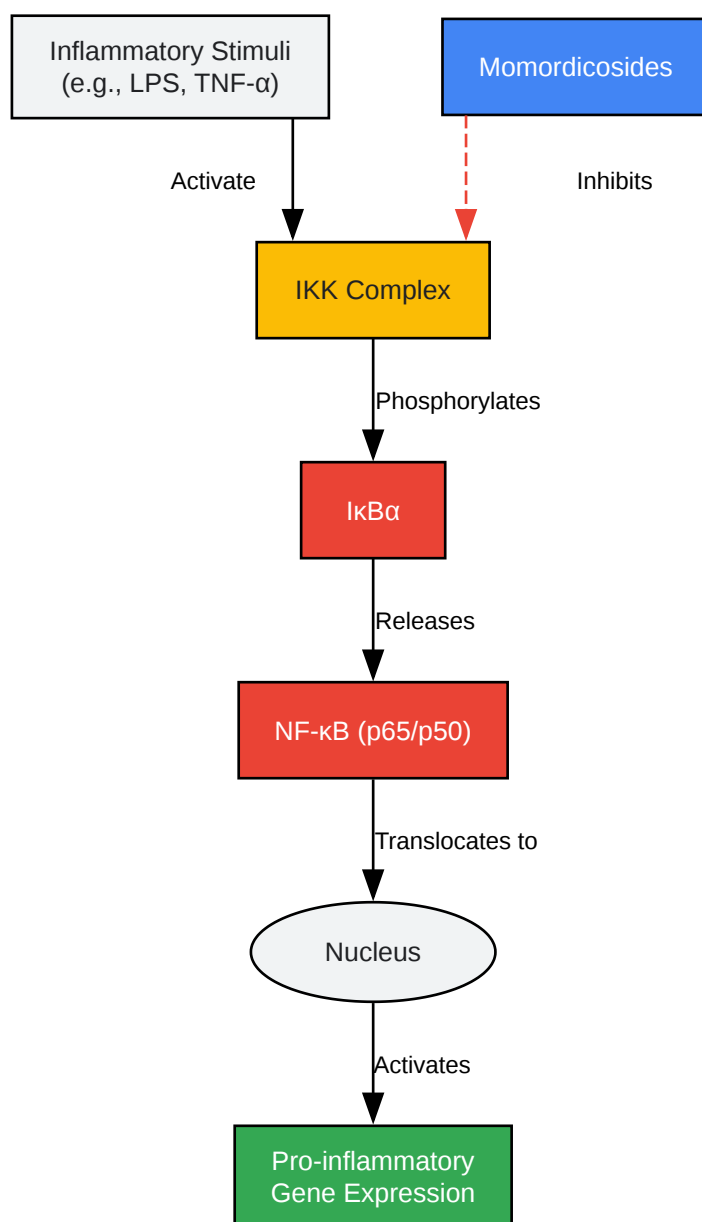 Inflammatory Stimuli
(e.g., LPS, TNF-α)
Momordicosides
Activate
Inhibits
IKK Complex
Phosphorylates
IκBα
Releases
NF-κB (p65/p50)
Translocates to
Nucleus
Activates
Pro-inflammatory
Gene Expression